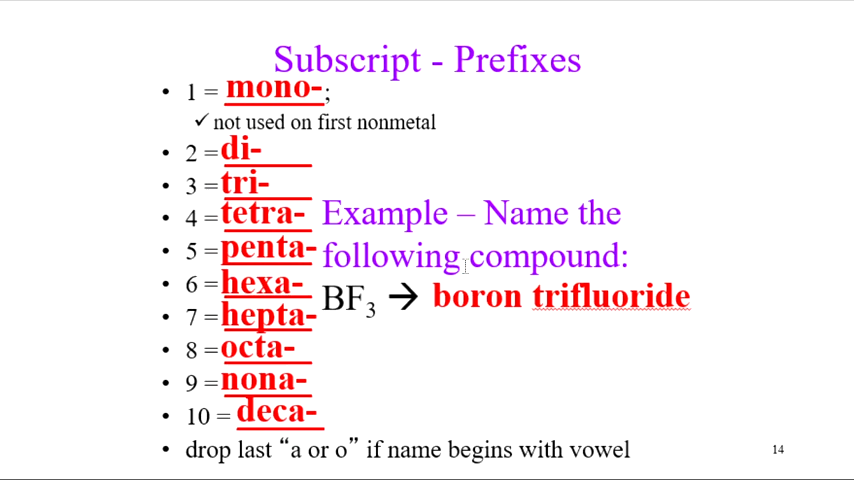 Subscript - Prefixes
• 1 = mono-;
✓ not used on first nonmetal
• 2 = di-
• 3 = tri-
• 4 = tetra-
• 5 = penta-
• 6 = hexa-
• 7 = hepta-
• 8 = octa-
• 9 = nona-
• 10 = deca-
• drop last “a or o” if name begins with vowel
Example – Name the
following compound:
BF₃ → boron trifluoride
14